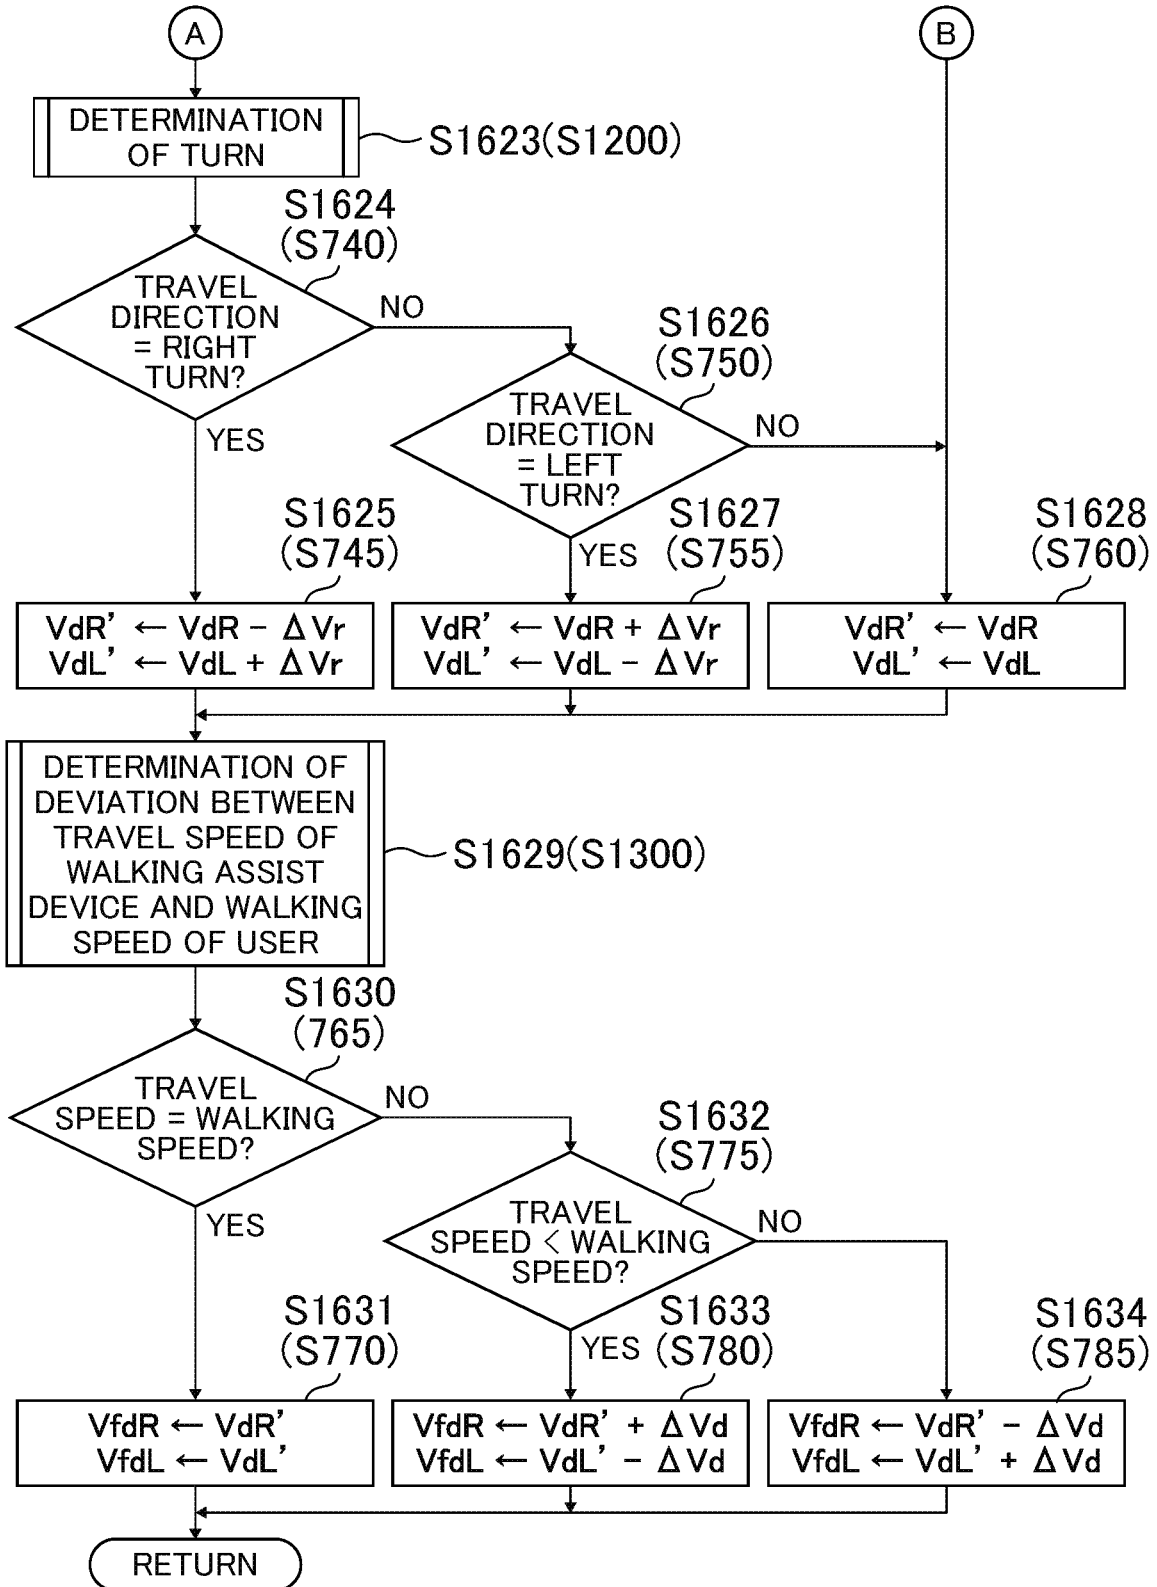 A
B
DETERMINATION
OF TURN
S1623(S1200)
S1624
(S740)
TRAVEL
DIRECTION
= RIGHT
TURN?
NO
YES
S1626
(S750)
TRAVEL
DIRECTION
= LEFT
TURN?
NO
YES
S1625
(S745)
VdR' ← VdR − ΔVr
VdL' ← VdL + ΔVr
S1627
(S755)
VdR' ← VdR + ΔVr
VdL' ← VdL − ΔVr
S1628
(S760)
VdR' ← VdR
VdL' ← VdL
DETERMINATION OF
DEVIATION BETWEEN
TRAVEL SPEED OF
WALKING ASSIST
DEVICE AND WALKING
SPEED OF USER
S1629(S1300)
S1630
(765)
TRAVEL
SPEED = WALKING
SPEED?
NO
YES
S1632
(S775)
TRAVEL
SPEED < WALKING
SPEED?
NO
YES
S1631
(S770)
VfdR ← VdR'
VfdL ← VdL'
S1633
(S780)
VfdR ← VdR' + ΔVd
VfdL ← VdL' − ΔVd
S1634
(S785)
VfdR ← VdR' − ΔVd
VfdL ← VdL' + ΔVd
RETURN